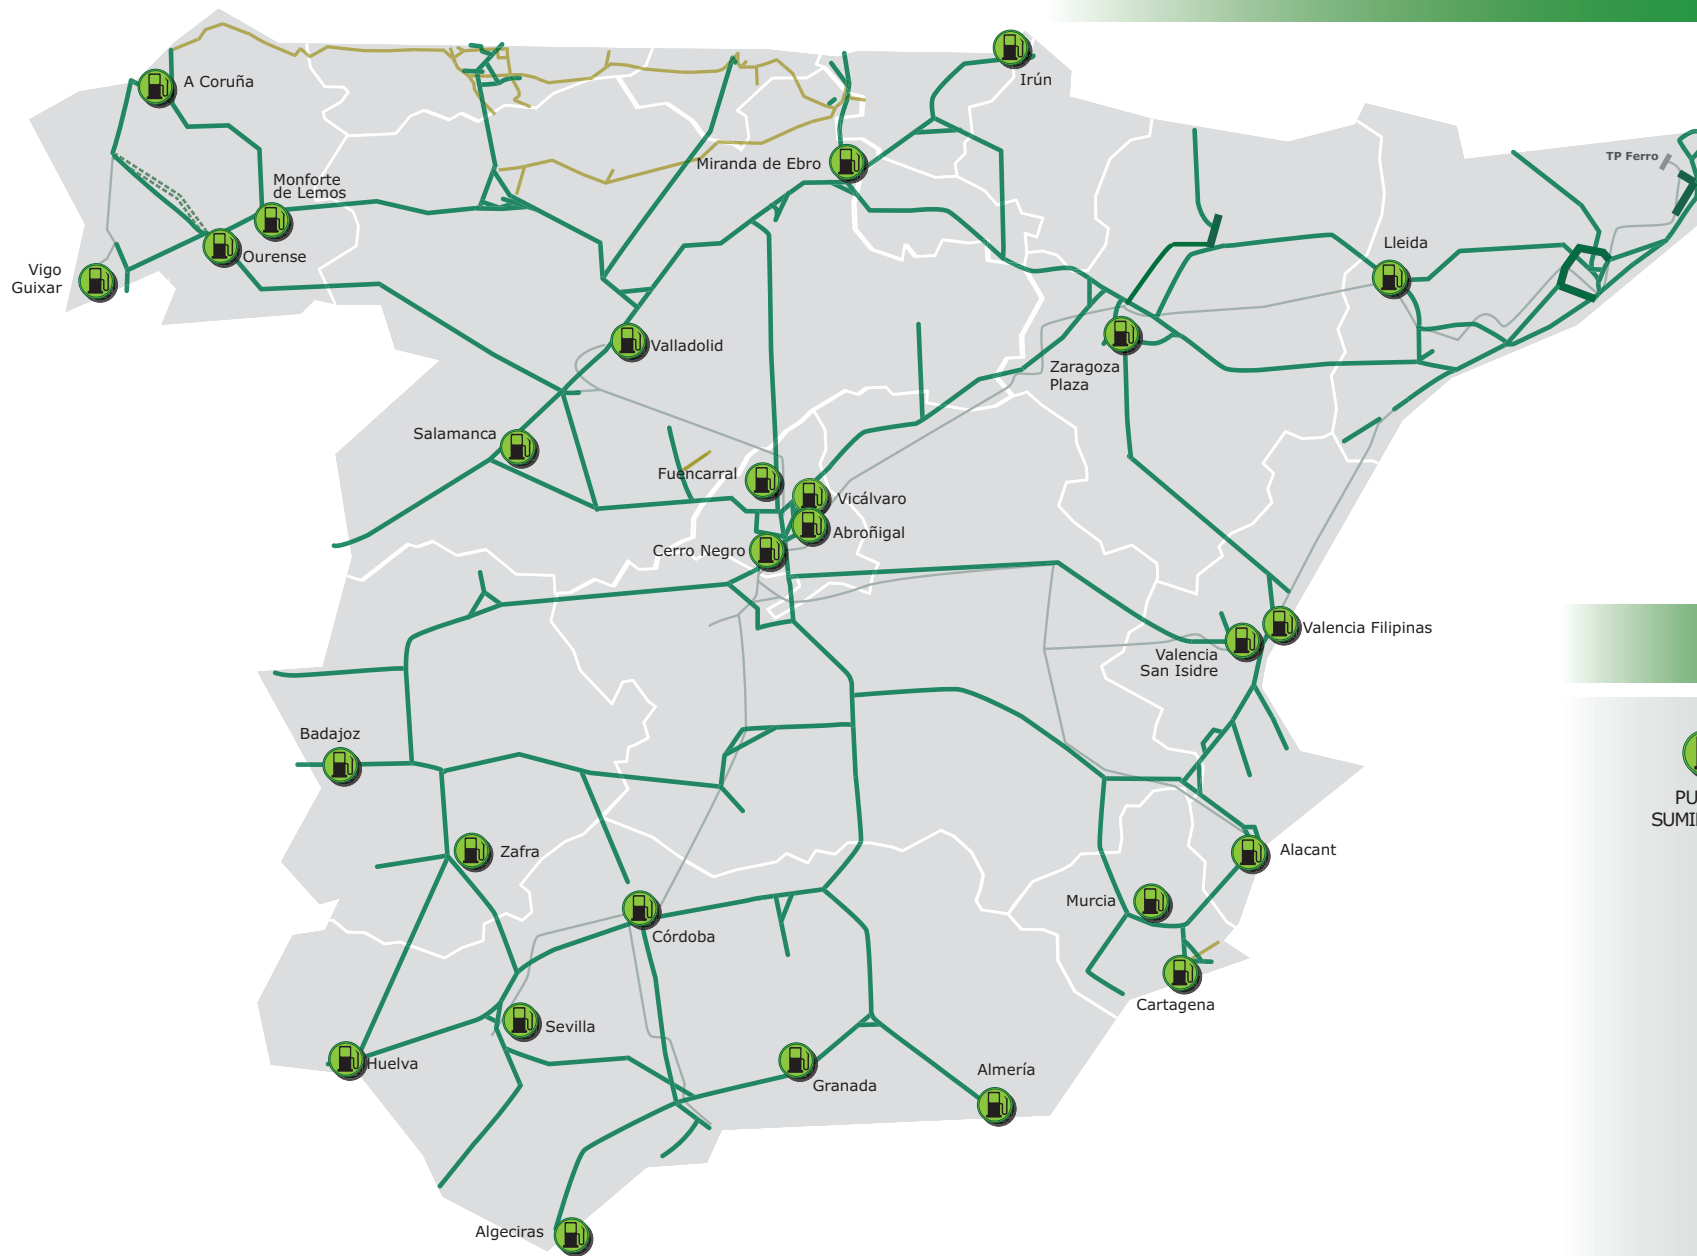 Irún
A Coruña
TP Ferro
Miranda de Ebro
Monforte
de Lemos
Lleida
Ourense
Vigo
Guixar
Valladolid
Zaragoza
Plaza
Salamanca
Fuencarral
Vicálvaro
Abroñigal
Cerro Negro
Valencia Filipinas
Valencia
San Isidre
Badajoz
PU
SUMI
Zafra
Alacant
Murcia
Córdoba
Cartagena
Sevilla
Huelva
Almería
Granada
Algeciras